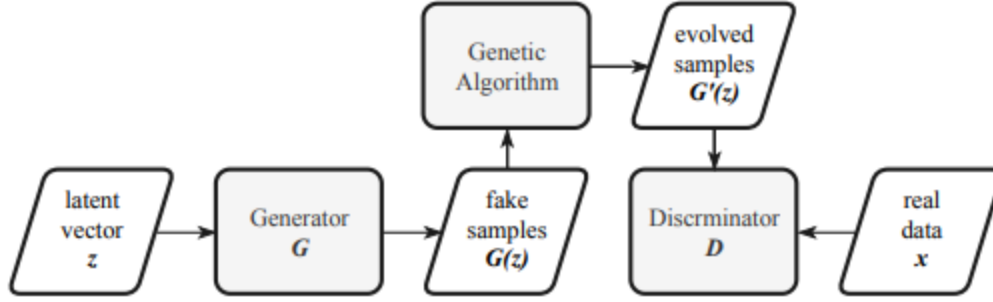 Genetic
Algorithm
evolved
samples
G'(z)
latent
vector
z
Generator
G
fake
samples
G(z)
Discrminator
D
real
data
x